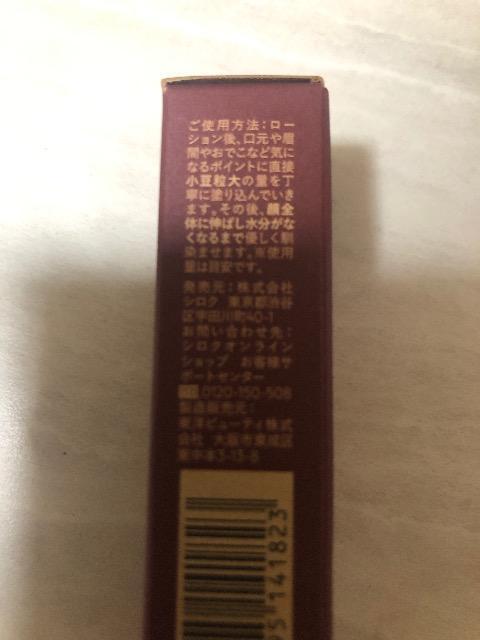 ご使用方法：ロー
ション後、口元や眉
間やおでこなど気に
なるポイントに直接
小豆粒大の量を丁
寧に塗り込んでいき
ます。その後、顔全
体に伸ばし水分がな
くなるまで優しく馴
染ませます。※使用
量は目安です。
発売元：株式会社
シロク 東京都渋谷
区宇田川町40-1
お問い合わせ先：
シロクオンライン
ショップ お客様サ
ポートセンター
0120-150-508
製造販売元：
東洋ビューティ株式
会社 大阪市東成区
東中本3-13-8
5 141823